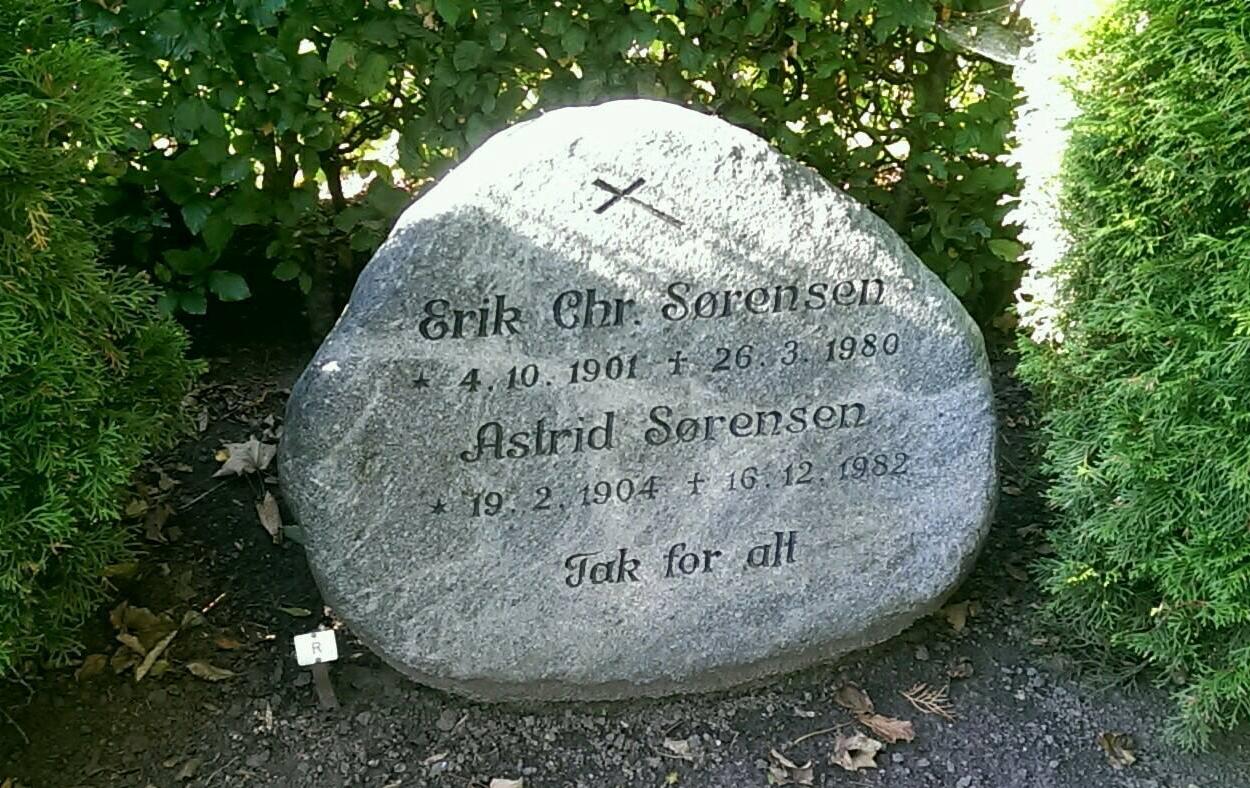 Erik Chr. Sørensen
★ 4.10.1901 † 26.3.1980
Astrid Sørensen
★ 19.2.1904 † 16.12.1982
Tak for alt
R